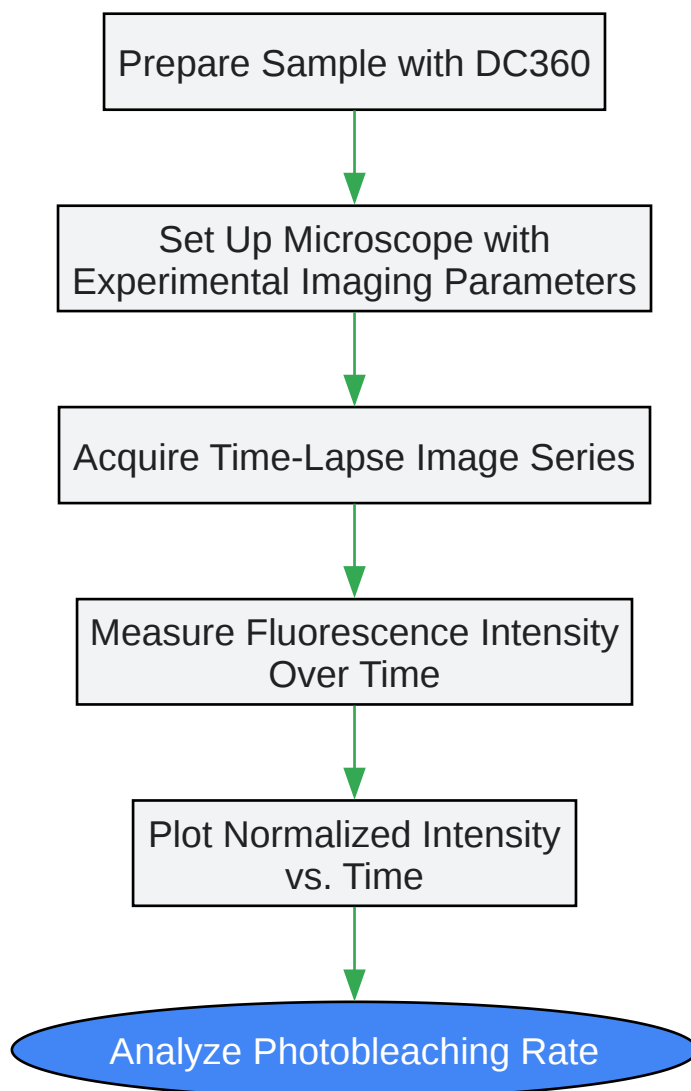 Prepare Sample with DC360
Set Up Microscope with
Experimental Imaging Parameters
Acquire Time-Lapse Image Series
Measure Fluorescence Intensity
Over Time
Plot Normalized Intensity
vs. Time
Analyze Photobleaching Rate